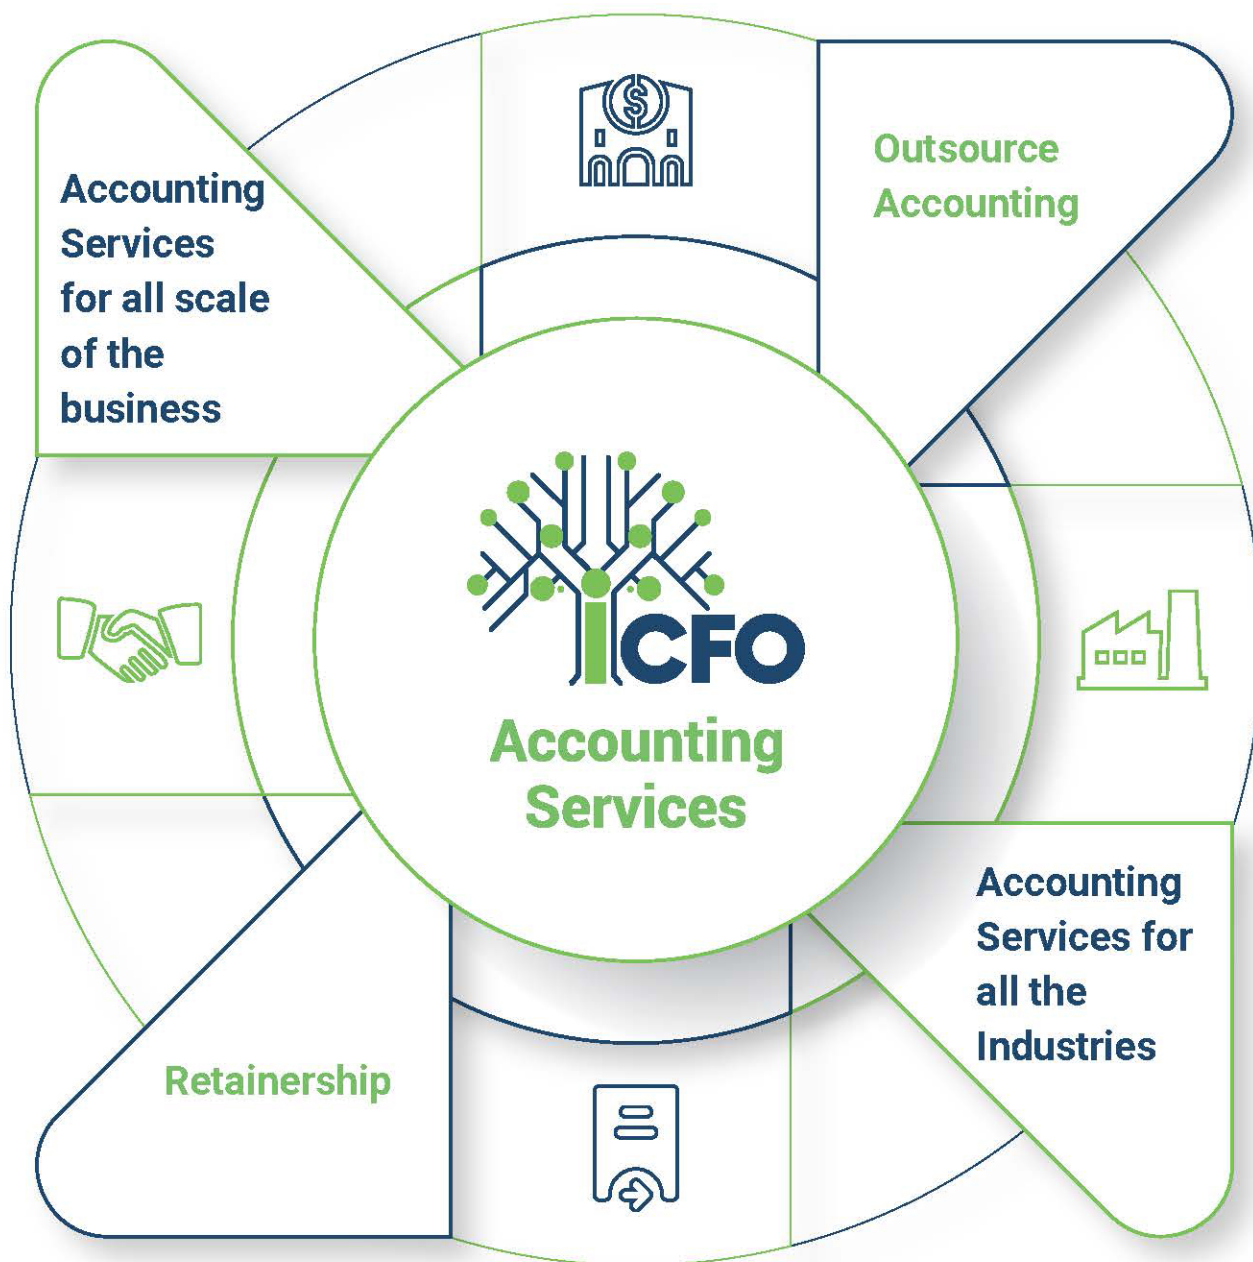 Accounting
Services
for all scale
of the
business
Outsource
Accounting
iCFO
Accounting
Services
Accounting
Services for
all the
Industries
Retainership